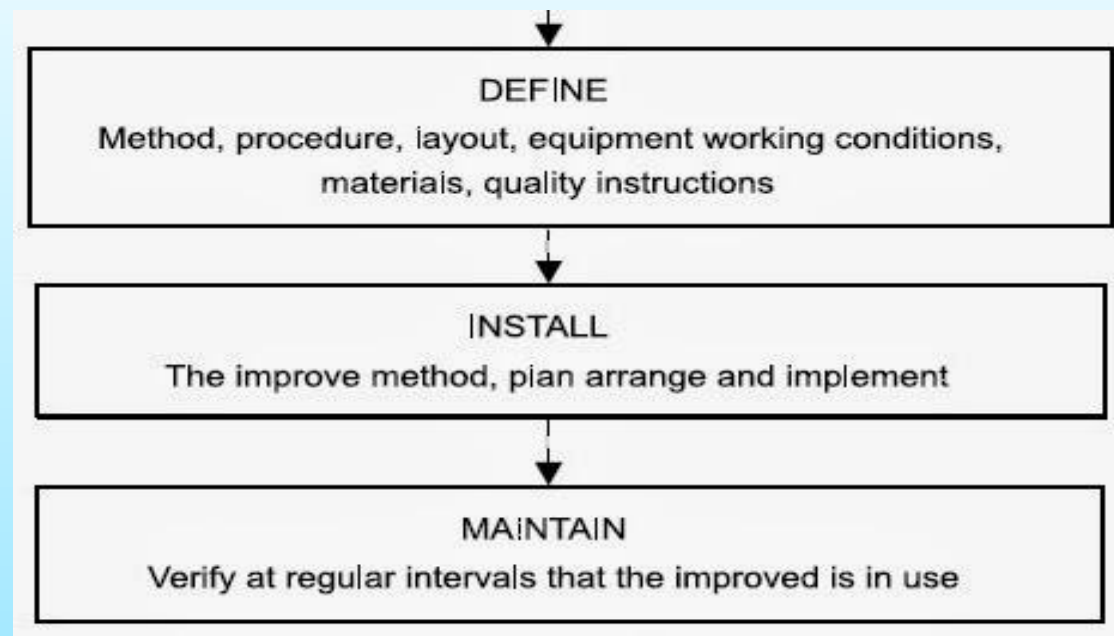 DEFINE
Method, procedure, layout, equipment working conditions,
materials, quality instructions
INSTALL
The improve method, plan arrange and implement
MAINTAIN
Verify at regular intervals that the improved is in use